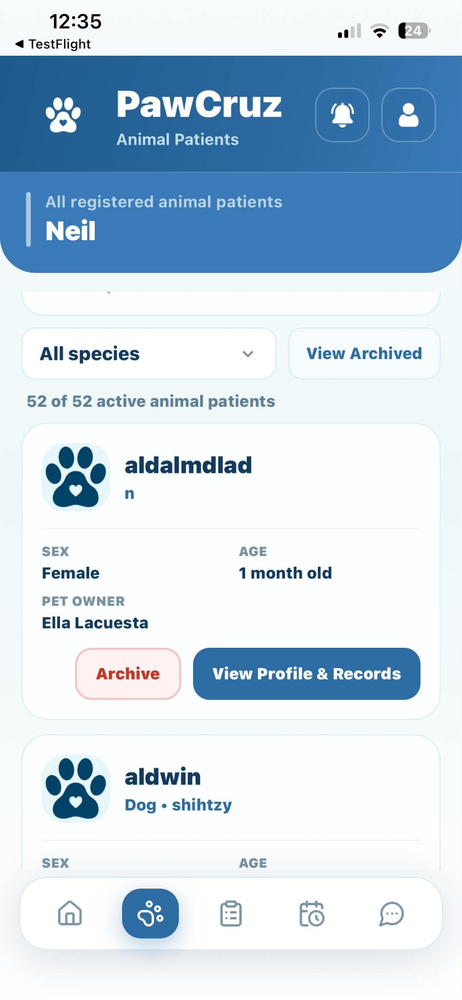 12:35
24
◀ TestFlight
PawCruz
Animal Patients
All registered animal patients
Neil
All species
View Archived
52 of 52 active animal patients
aldalmdlad
n
SEX
AGE
Female
1 month old
PET OWNER
Ella Lacuesta
Archive
View Profile & Records
aldwin
Dog • shihtzy
SEX
AGE